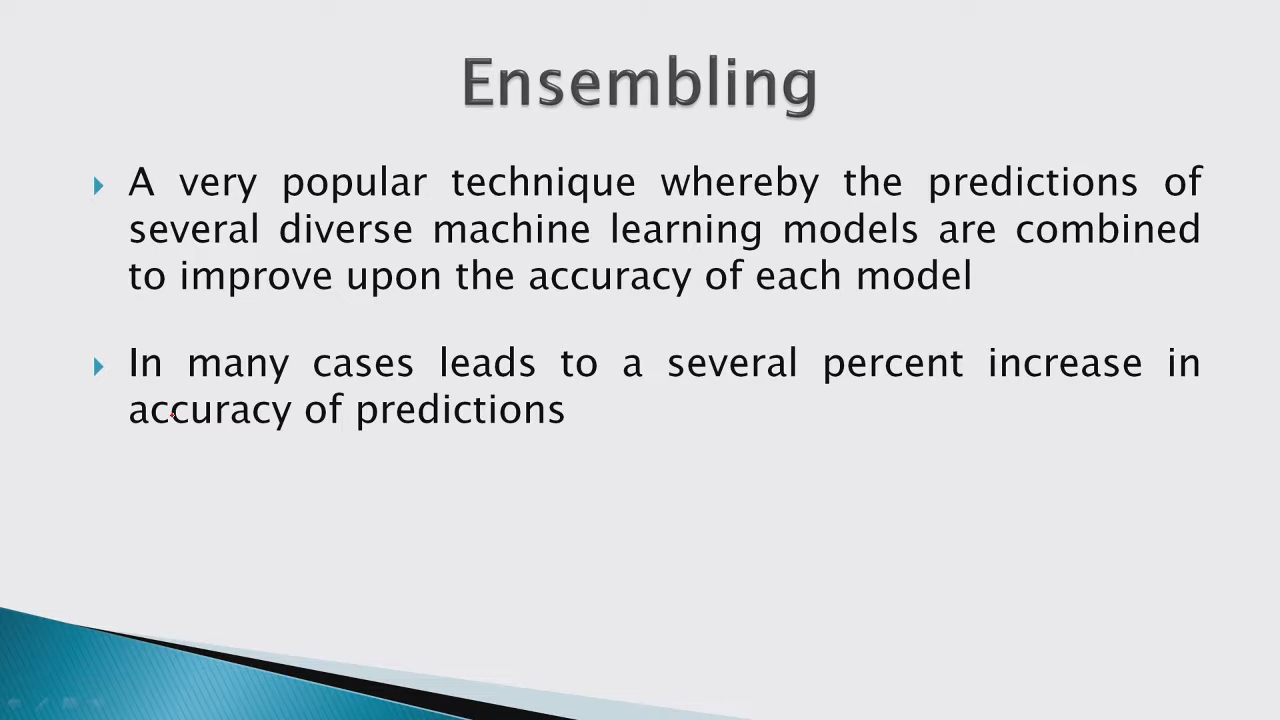 Ensembling
A very popular technique whereby the predictions of
several diverse machine learning models are combined
to improve upon the accuracy of each model
In many cases leads to a several percent increase in
accuracy of predictions